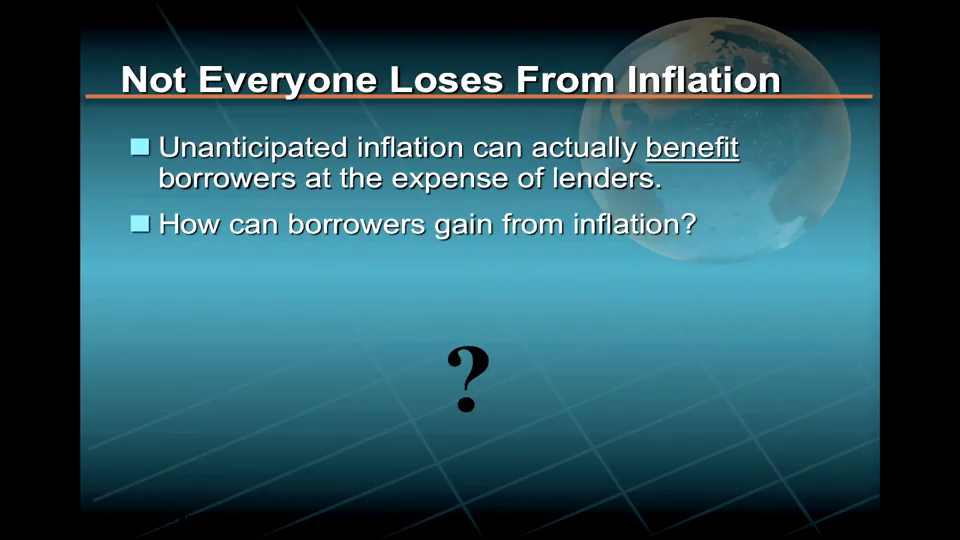 Not Everyone Loses From Inflation
Unanticipated inflation can actually benefit
borrowers at the expense of lenders.
How can borrowers gain from inflation?
?